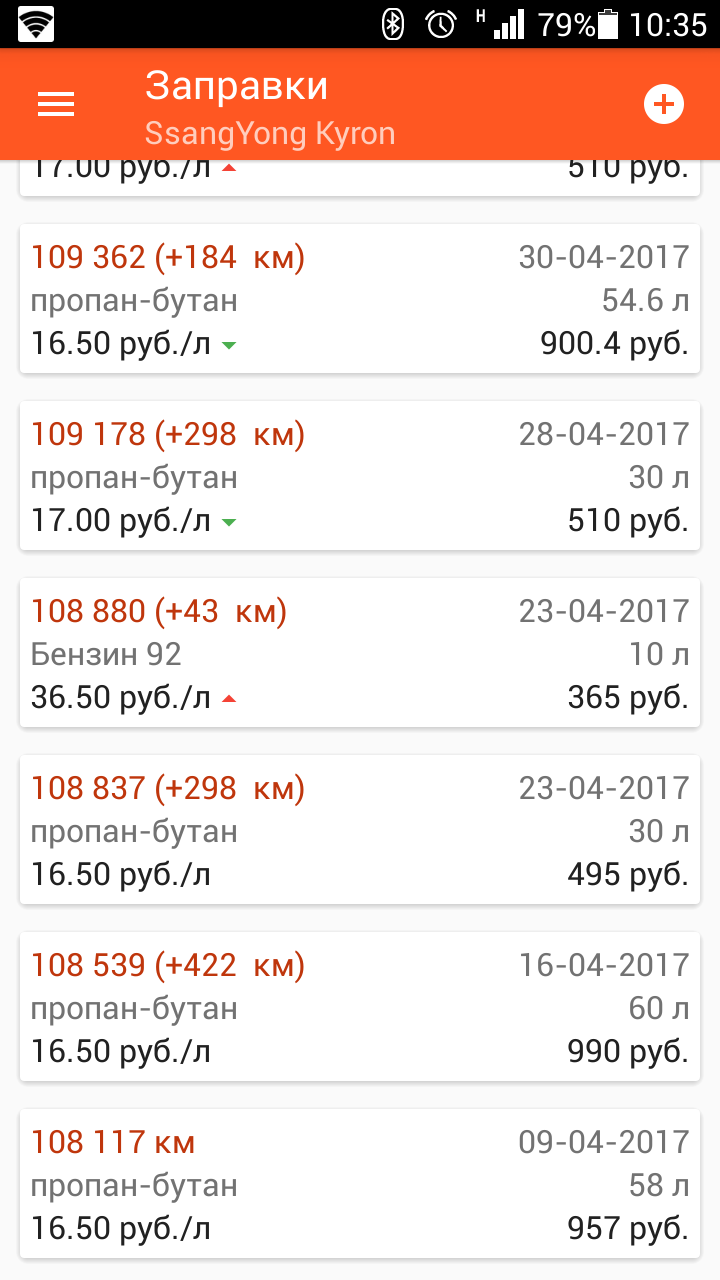 H 79% 10:35
Заправки
SsangYong Kyron
17.00 руб./л 510 руб.
109 362 (+184 км) 30-04-2017
пропан-бутан 54.6 л
16.50 руб./л 900.4 руб.
109 178 (+298 км) 28-04-2017
пропан-бутан 30 л
17.00 руб./л 510 руб.
108 880 (+43 км) 23-04-2017
Бензин 92 10 л
36.50 руб./л 365 руб.
108 837 (+298 км) 23-04-2017
пропан-бутан 30 л
16.50 руб./л 495 руб.
108 539 (+422 км) 16-04-2017
пропан-бутан 60 л
16.50 руб./л 990 руб.
108 117 км 09-04-2017
пропан-бутан 58 л
16.50 руб./л 957 руб.